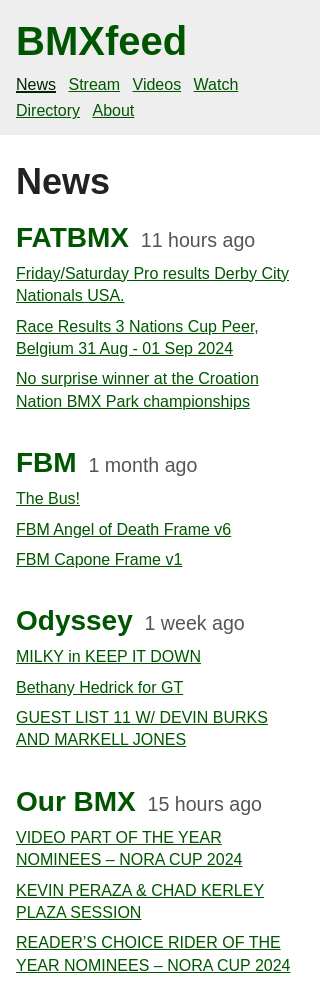 BMXfeed
News Stream Videos Watch
Directory About
News
FATBMX 11 hours ago
Friday/Saturday Pro results Derby City
Nationals USA.
Race Results 3 Nations Cup Peer,
Belgium 31 Aug - 01 Sep 2024
No surprise winner at the Croation
Nation BMX Park championships
FBM 1 month ago
The Bus!
FBM Angel of Death Frame v6
FBM Capone Frame v1
Odyssey 1 week ago
MILKY in KEEP IT DOWN
Bethany Hedrick for GT
GUEST LIST 11 W/ DEVIN BURKS
AND MARKELL JONES
Our BMX 15 hours ago
VIDEO PART OF THE YEAR
NOMINEES – NORA CUP 2024
KEVIN PERAZA & CHAD KERLEY
PLAZA SESSION
READER’S CHOICE RIDER OF THE
YEAR NOMINEES – NORA CUP 2024